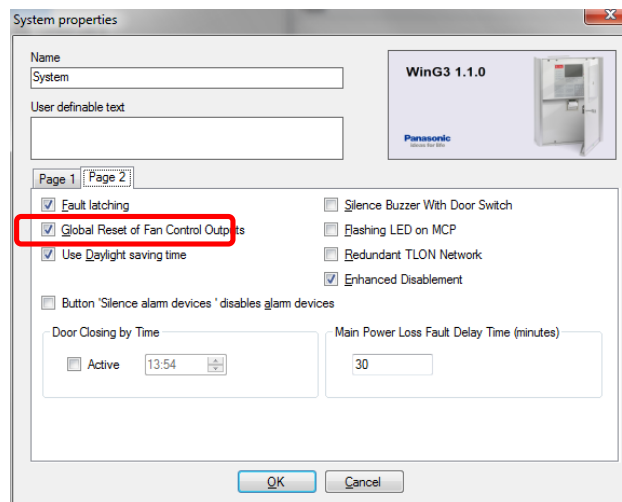 System properties
Name
System
User definable text
WinG3 1.1.0
Panasonic
ideas for life
Page 1 Page 2
Fault latching
Silence Buzzer With Door Switch
Global Reset of Fan Control Outputs
Flashing LED on MCP
Use Daylight saving time
Redundant TLON Network
Enhanced Disablement
Button 'Silence alarm devices ' disables alarm devices
Door Closing by Time
Main Power Loss Fault Delay Time (minutes)
Active 13:54
30
OK Cancel